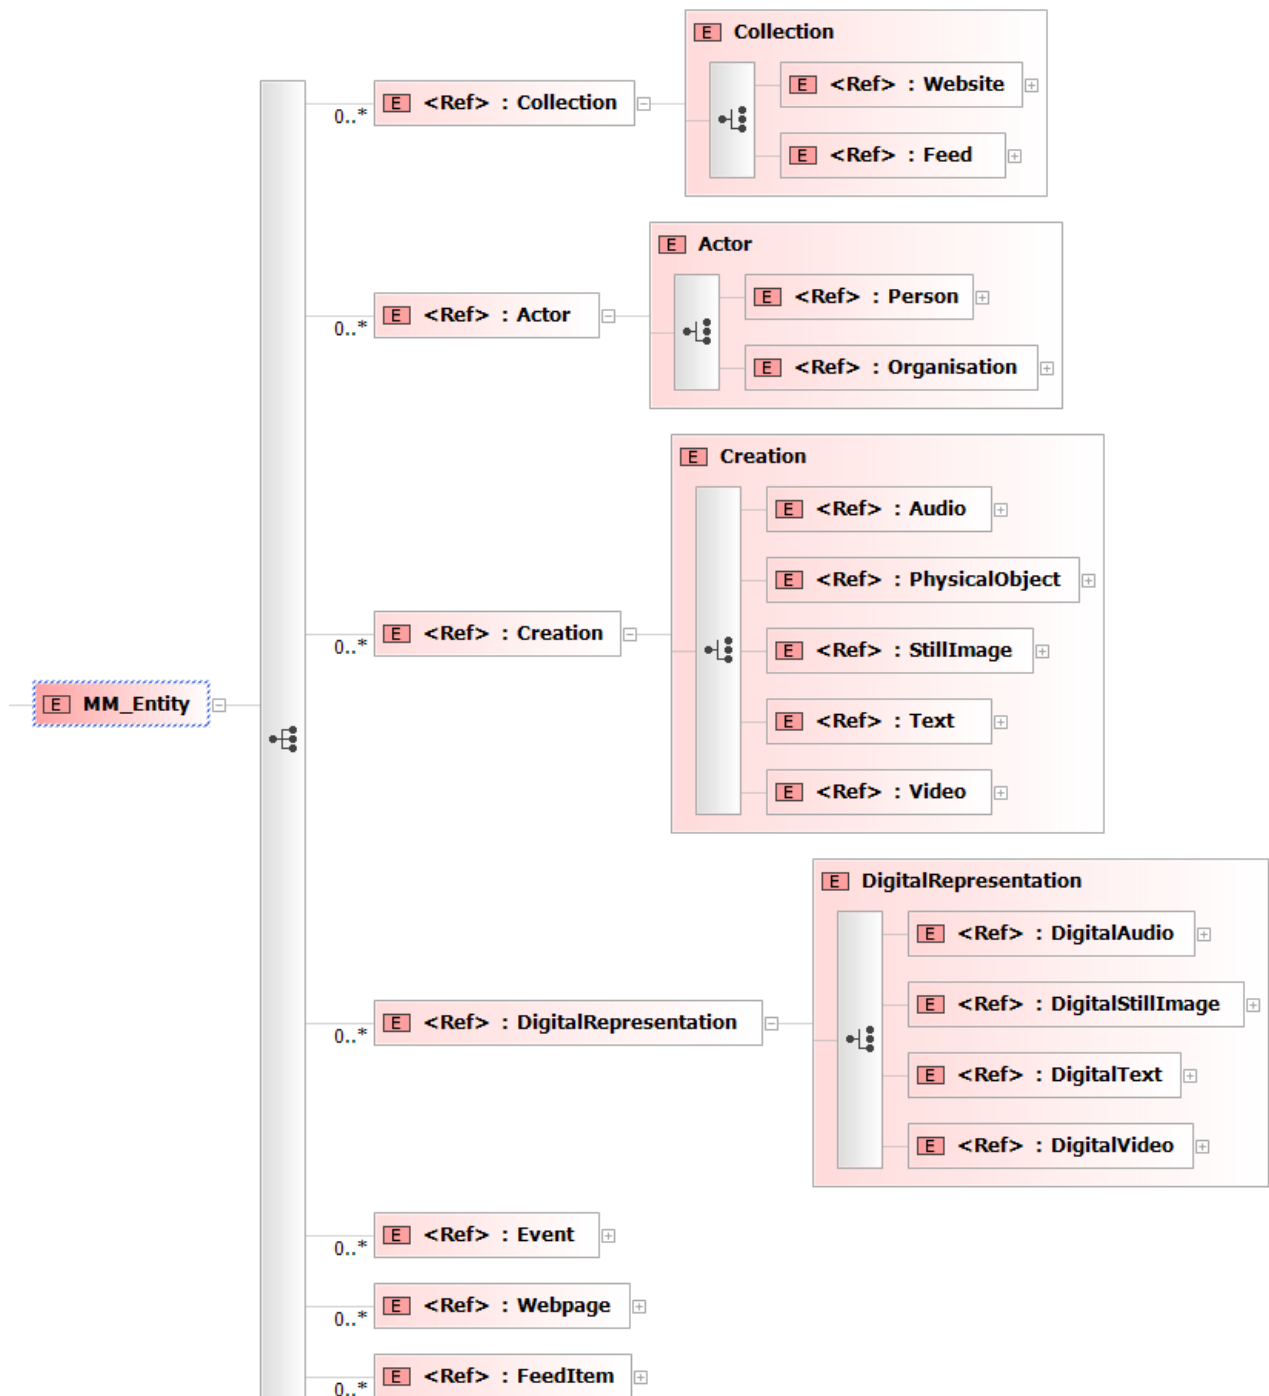 E Collection
E <Ref> : Website
E <Ref> : Collection
0..*
E <Ref> : Feed
E Actor
E <Ref> : Person
E <Ref> : Actor
0..*
E <Ref> : Organisation
E Creation
E <Ref> : Audio
E <Ref> : PhysicalObject
E <Ref> : Creation
0..*
E <Ref> : StillImage
E MM_Entity
E <Ref> : Text
E <Ref> : Video
E DigitalRepresentation
E <Ref> : DigitalAudio
E <Ref> : DigitalStillImage
E <Ref> : DigitalRepresentation
0..*
E <Ref> : DigitalText
E <Ref> : DigitalVideo
E <Ref> : Event
0..*
E <Ref> : Webpage
0..*
E <Ref> : FeedItem
0..*